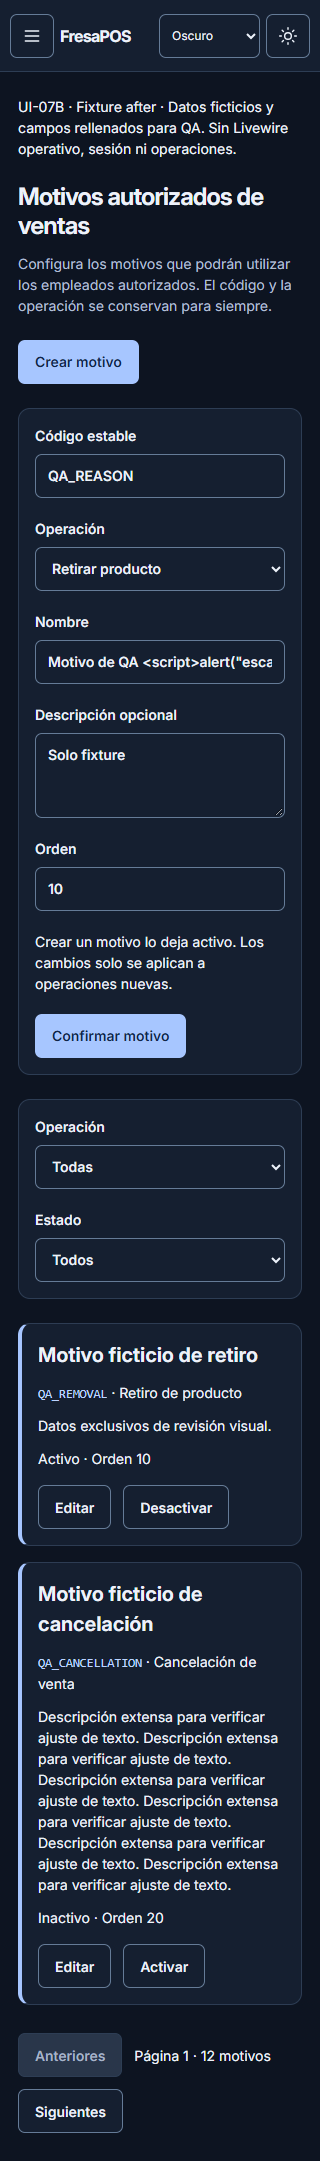 FresaPOS
Oscuro
UI-07B · Fixture after · Datos ficticios y
campos rellenados para QA. Sin Livewire
operativo, sesión ni operaciones.
Motivos autorizados de
ventas
Configura los motivos que podrán utilizar
los empleados autorizados. El código y la
operación se conservan para siempre.
Crear motivo
Código estable
QA_REASON
Operación
Retirar producto
Nombre
Motivo de QA <script>alert("esca
Descripción opcional
Solo fixture
Orden
10
Crear un motivo lo deja activo. Los
cambios solo se aplican a
operaciones nuevas.
Confirmar motivo
Operación
Todas
Estado
Todos
Motivo ficticio de retiro
QA_REMOVAL · Retiro de producto
Datos exclusivos de revisión visual.
Activo · Orden 10
Editar
Desactivar
Motivo ficticio de
cancelación
QA_CANCELLATION · Cancelación de
venta
Descripción extensa para verificar
ajuste de texto. Descripción extensa
para verificar ajuste de texto.
Descripción extensa para verificar
ajuste de texto. Descripción extensa
para verificar ajuste de texto.
Descripción extensa para verificar
ajuste de texto. Descripción extensa
para verificar ajuste de texto.
Inactivo · Orden 20
Editar
Activar
Anteriores
Página 1 · 12 motivos
Siguientes